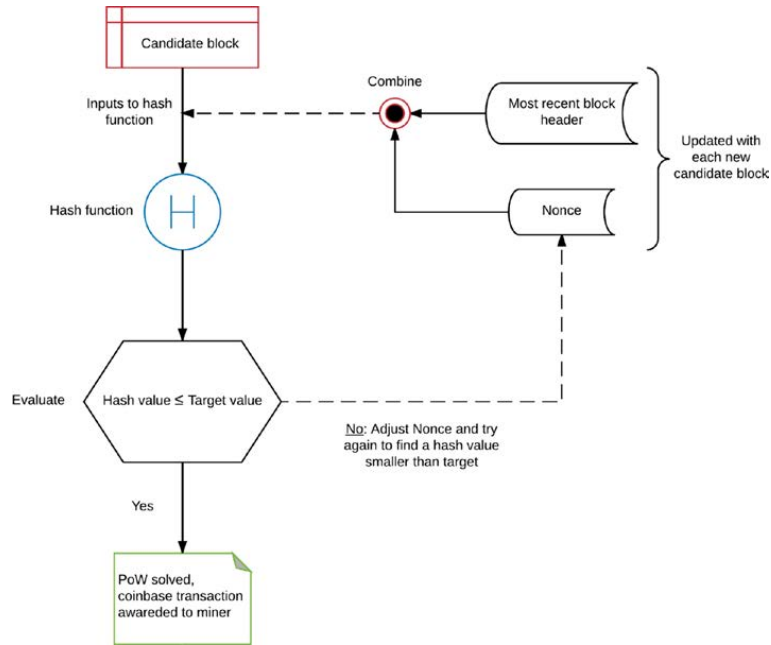 Candidate block
Combine
Inputs to hash
function
Most recent block
header
Updated with
each new
candidate block
Hash function
H
Nonce
Evaluate
Hash value ≤ Target value
No: Adjust Nonce and try
again to find a hash value
smaller than target
Yes
PoW solved,
coinbase transaction
awareded to miner